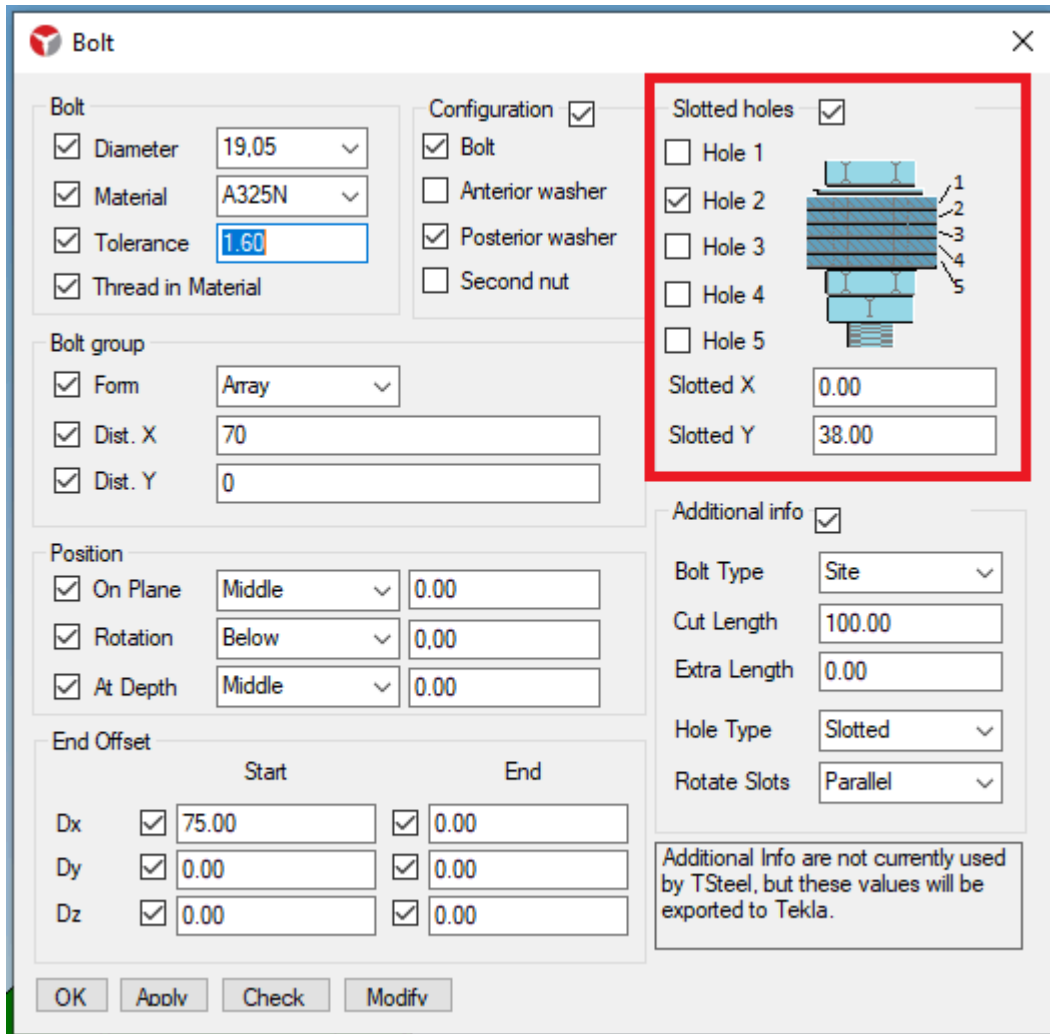 Bolt
Bolt
Diameter 19,05
Material A325N
Tolerance 1.60
Thread in Material
Configuration
Bolt
Anterior washer
Posterior washer
Second nut
Slotted holes
Hole 1
Hole 2
Hole 3
Hole 4
Hole 5
1
2
3
4
5
Slotted X 0.00
Slotted Y 38.00
Bolt group
Form Array
Dist. X 70
Dist. Y 0
Position
On Plane Middle 0.00
Rotation Below 0,00
At Depth Middle 0.00
Additional info
Bolt Type Site
Cut Length 100.00
Extra Length 0.00
Hole Type Slotted
Rotate Slots Parallel
End Offset
Start End
Dx 75.00 0.00
Dy 0.00 0.00
Dz 0.00 0.00
Additional Info are not currently used
by TSteel, but these values will be
exported to Tekla.
OK Apply Check Modify